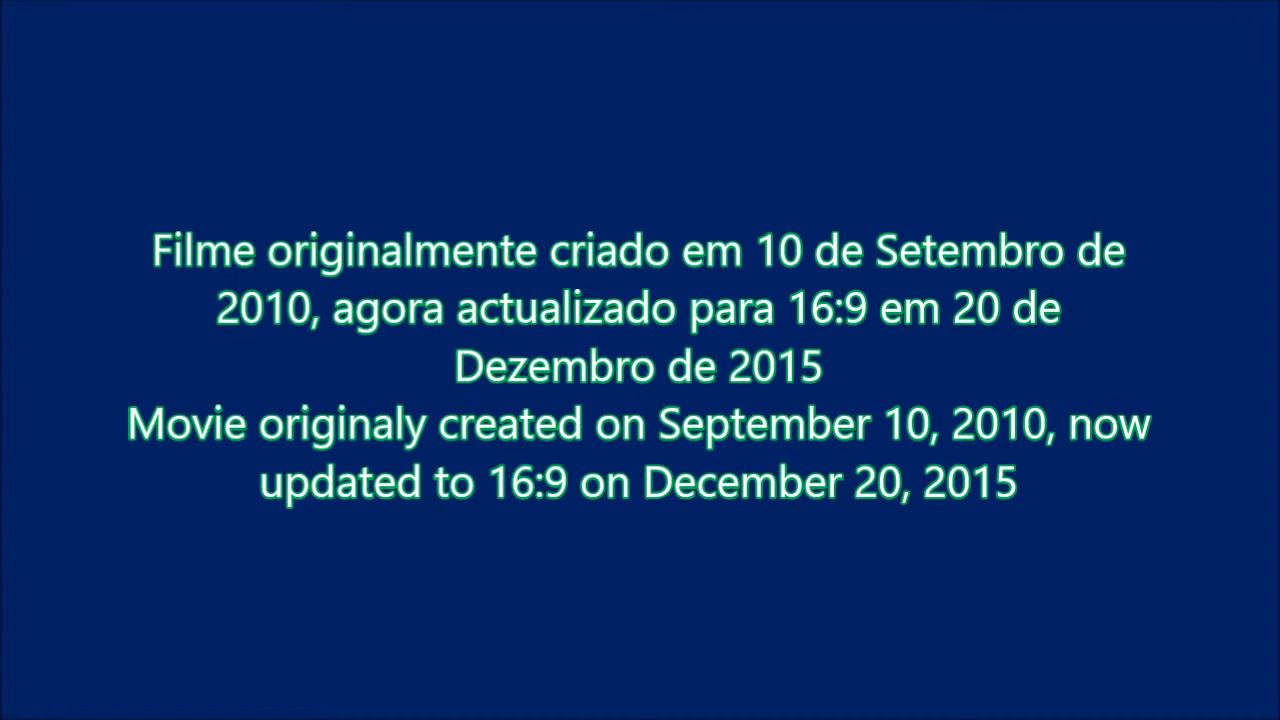 Filme originalmente criado em 10 de Setembro de
2010, agora actualizado para 16:9 em 20 de
Dezembro de 2015
Movie originaly created on September 10, 2010, now
updated to 16:9 on December 20, 2015